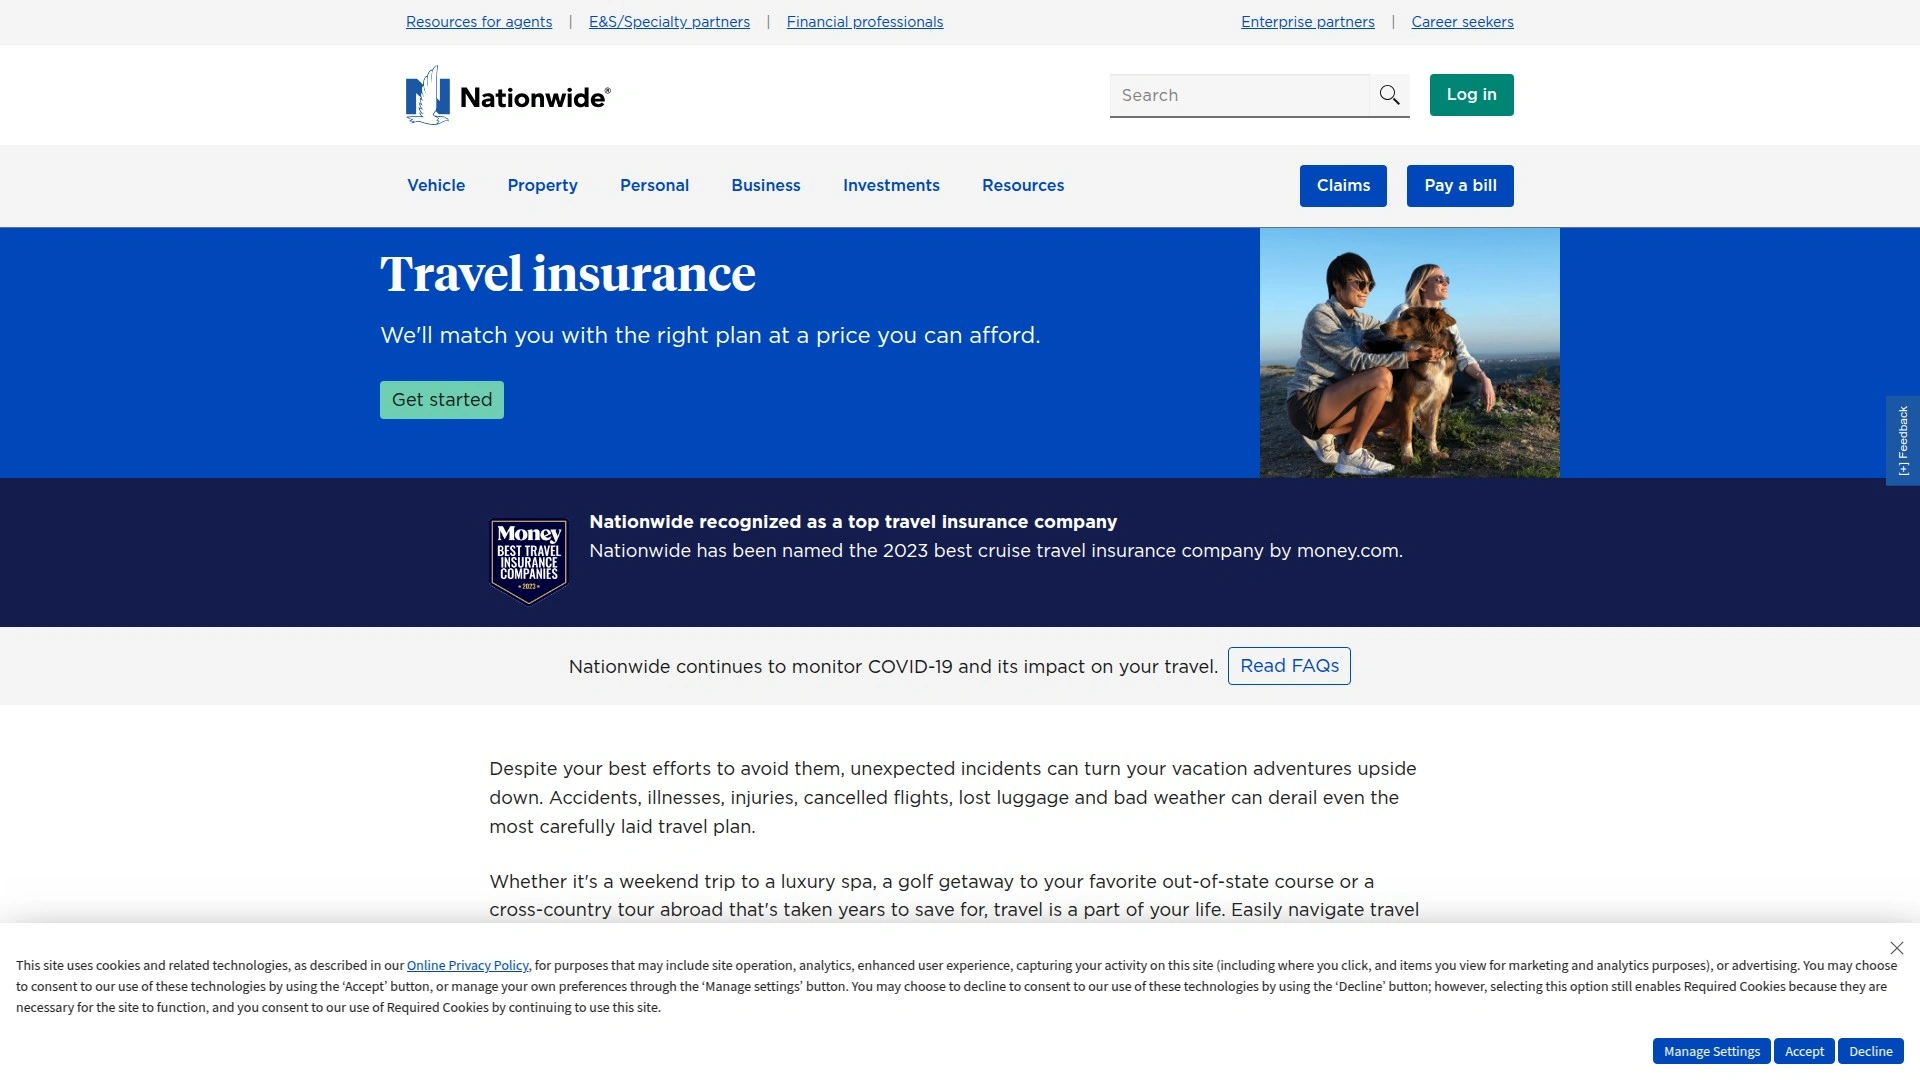 Resources for agents | E&S/Specialty partners | Financial professionals
Enterprise partners | Career seekers
Nationwide®
Search
Log in
Vehicle
Property
Personal
Business
Investments
Resources
Claims
Pay a bill
Travel insurance
We'll match you with the right plan at a price you can afford.
Get started
[+] Feedback
Money
BEST TRAVEL
INSURANCE
COMPANIES
• 2023 •
Nationwide recognized as a top travel insurance company
Nationwide has been named the 2023 best cruise travel insurance company by money.com.
Nationwide continues to monitor COVID-19 and its impact on your travel.
Read FAQs
Despite your best efforts to avoid them, unexpected incidents can turn your vacation adventures upside
down. Accidents, illnesses, injuries, cancelled flights, lost luggage and bad weather can derail even the
most carefully laid travel plan.
Whether it's a weekend trip to a luxury spa, a golf getaway to your favorite out-of-state course or a
cross-country tour abroad that's taken years to save for, travel is a part of your life. Easily navigate travel
This site uses cookies and related technologies, as described in our Online Privacy Policy, for purposes that may include site operation, analytics, enhanced user experience, capturing your activity on this site (including where you click, and items you view for marketing and analytics purposes), or advertising. You may choose
to consent to our use of these technologies by using the ‘Accept’ button, or manage your own preferences through the ‘Manage settings’ button. You may choose to decline to consent to our use of these technologies by using the ‘Decline’ button; however, selecting this option still enables Required Cookies because they are
necessary for the site to function, and you consent to our use of Required Cookies by continuing to use this site.
Manage Settings
Accept
Decline